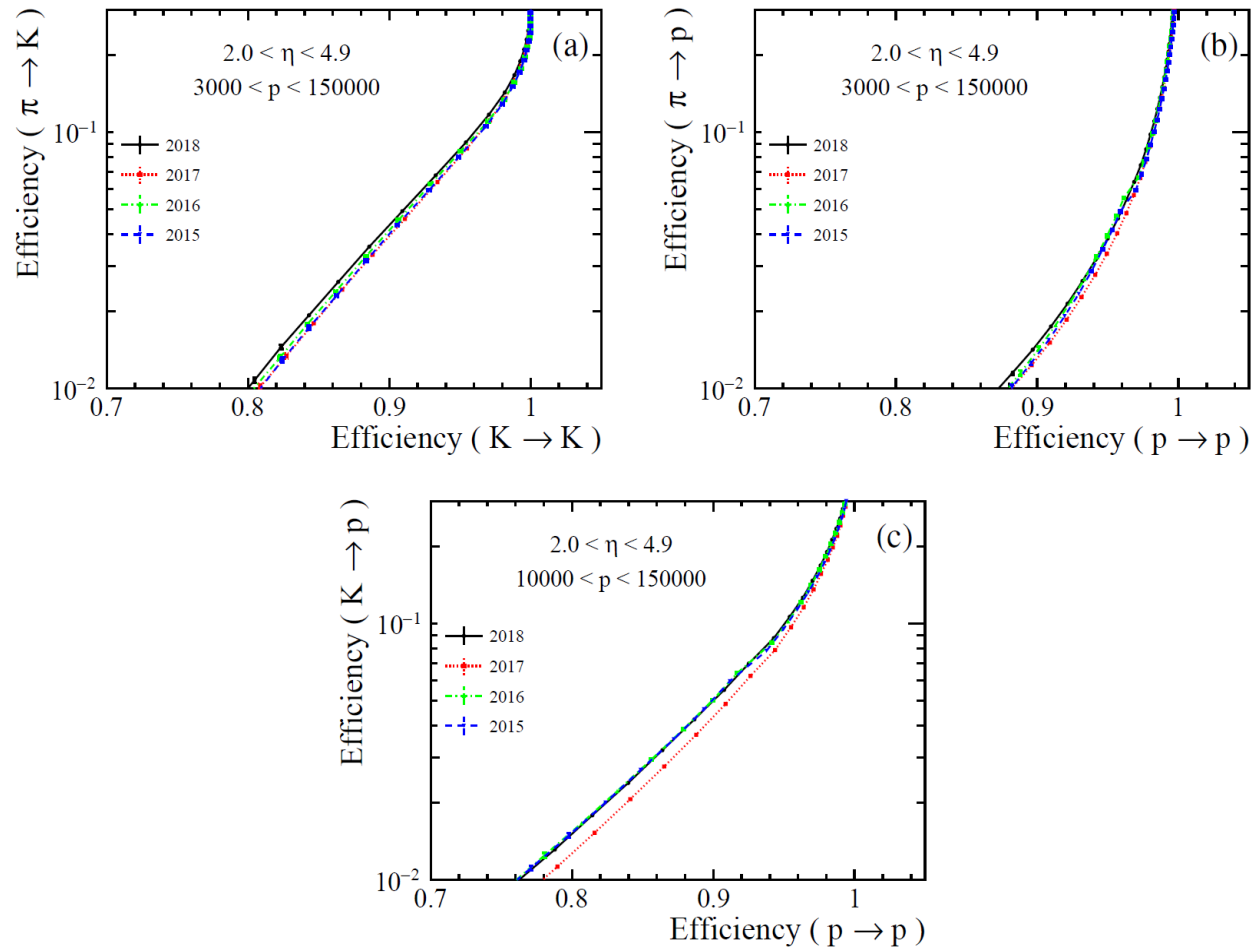 Efficiency ( π → K )
(a)
2.0 < η < 4.9
3000 < p < 150000
10⁻¹
2018
2017
2016
2015
10⁻²
0.7 0.8 0.9 1
Efficiency ( K → K )
Efficiency ( π → p )
(b)
2.0 < η < 4.9
3000 < p < 150000
10⁻¹
2018
2017
2016
2015
10⁻²
0.7 0.8 0.9 1
Efficiency ( p → p )
Efficiency ( K → p )
(c)
2.0 < η < 4.9
10000 < p < 150000
10⁻¹
2018
2017
2016
2015
10⁻²
0.7 0.8 0.9 1
Efficiency ( p → p )